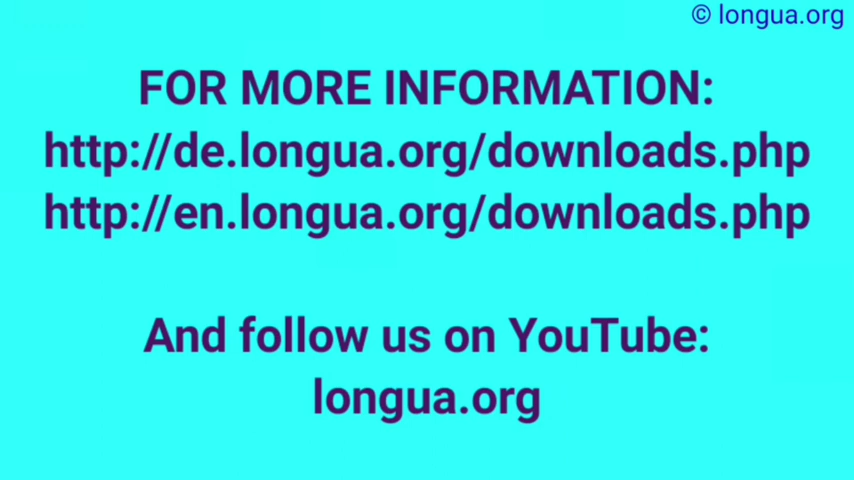 © longua.org
FOR MORE INFORMATION:
http://de.longua.org/downloads.php
http://en.longua.org/downloads.php
And follow us on YouTube:
longua.org